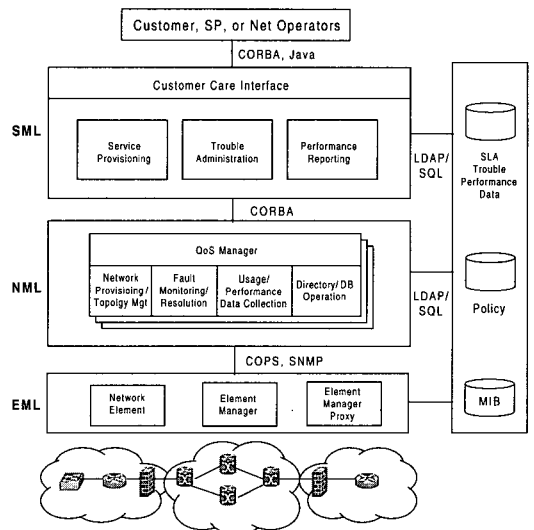 Customer, SP, or Net Operators
CORBA, Java
Customer Care Interface
SML
Service
Provisioning
Trouble
Administration
Performance
Reporting
LDAP/
SQL
SLA
Trouble
Performance
Data
CORBA
QoS Manager
NML
Network
Provisioing/
Topolgy Mgt
Fault
Monitoring/
Resolution
Usage/
Performance
Data Collection
Directory/DB
Operation
LDAP/
SQL
Policy
COPS, SNMP
EML
Network
Element
Element
Manager
Element
Manager
Proxy
MIB